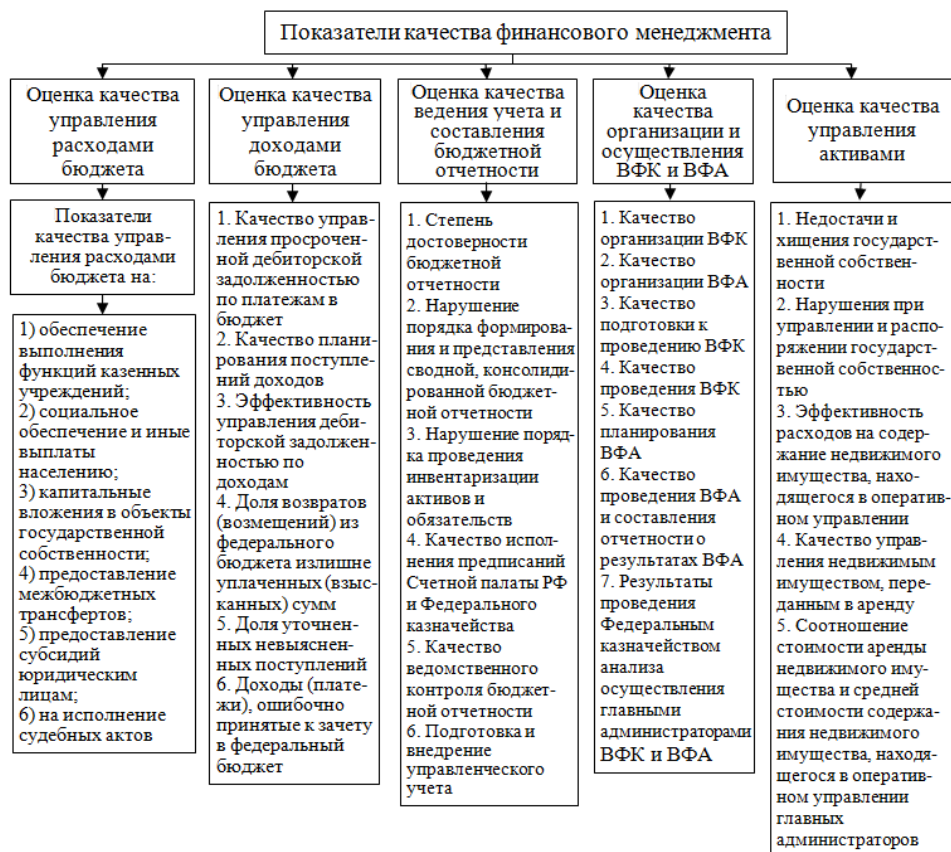 Показатели качества финансового менеджмента
Оценка качества
управления
расходами
бюджета
Показатели
качества управ-
ления расходами
бюджета на:
1) обеспечение
выполнения
функций казенных
учреждений;
2) социальное
обеспечение и иные
выплаты
населению;
3) капитальные
вложения в объекты
государственной
собственности;
4) предоставление
межбюджетных
трансфертов;
5) предоставление
субсидий
юридическим
лицам;
6) на исполнение
судебных актов
Оценка качества
управления
доходами
бюджета
1. Качество управ-
ления просрочен-
ной дебиторской
задолженностью
по платежам в
бюджет
2. Качество плани-
рования поступле-
ний доходов
3. Эффективность
управления деби-
торской задолжен-
ностью по
доходам
4. Доля возвратов
(возмещений) из
федерального
бюджета излишне
уплаченных (взы-
сканных) сумм
5. Доля уточнен-
ных невыяснен-
ных поступлений
6. Доходы (плате-
жи), ошибочно
принятые к зачету
в федеральный
бюджет
Оценка качества
ведения учета и
составления
бюджетной
отчетности
1. Степень
достоверности
бюджетной
отчетности
2. Нарушение
порядка формирова-
ния и представления
сводной, консолиди-
рованной бюджет-
ной отчетности
3. Нарушение поряд-
ка проведения
инвентаризации
активов и
обязательств
4. Качество испол-
нения предписаний
Счетной палаты РФ
и Федерального
казначейства
5. Качество
ведомственного
контроля бюджет-
ной отчетности
6. Подготовка и
внедрение
управленческого
учета
Оценка
качества
организации и
осуществления
ВФК и ВФА
1. Качество
организации ВФК
2. Качество
организации ВФА
3. Качество
подготовки к
проведению ВФК
4. Качество
проведения ВФК
5. Качество
планирования
ВФА
6. Качество
проведения ВФА
и составления
отчетности о
результатах ВФА
7. Результаты
проведения
Федеральным
казначейством
анализа
осуществления
главными
администраторами
ВФК и ВФА
Оценка качества
управления
активами
1. Недостачи и
хищения государст-
венной собствен-
ности
2. Нарушения при
управлении и распо-
ряжении государст-
венной собственнос-
тью
3. Эффективность
расходов на содержа-
ние недвижимого
имущества, нахо-
дящегося в оператив-
ном управлении
4. Качество управле-
ния недвижимым
имуществом, пере-
данным в аренду
5. Соотношение
стоимости аренды
недвижимого иму-
щества и средней
стоимости содержа-
ния недвижимого
имущества, находя-
щегося в оператив-
ном управлении
главных
администраторов